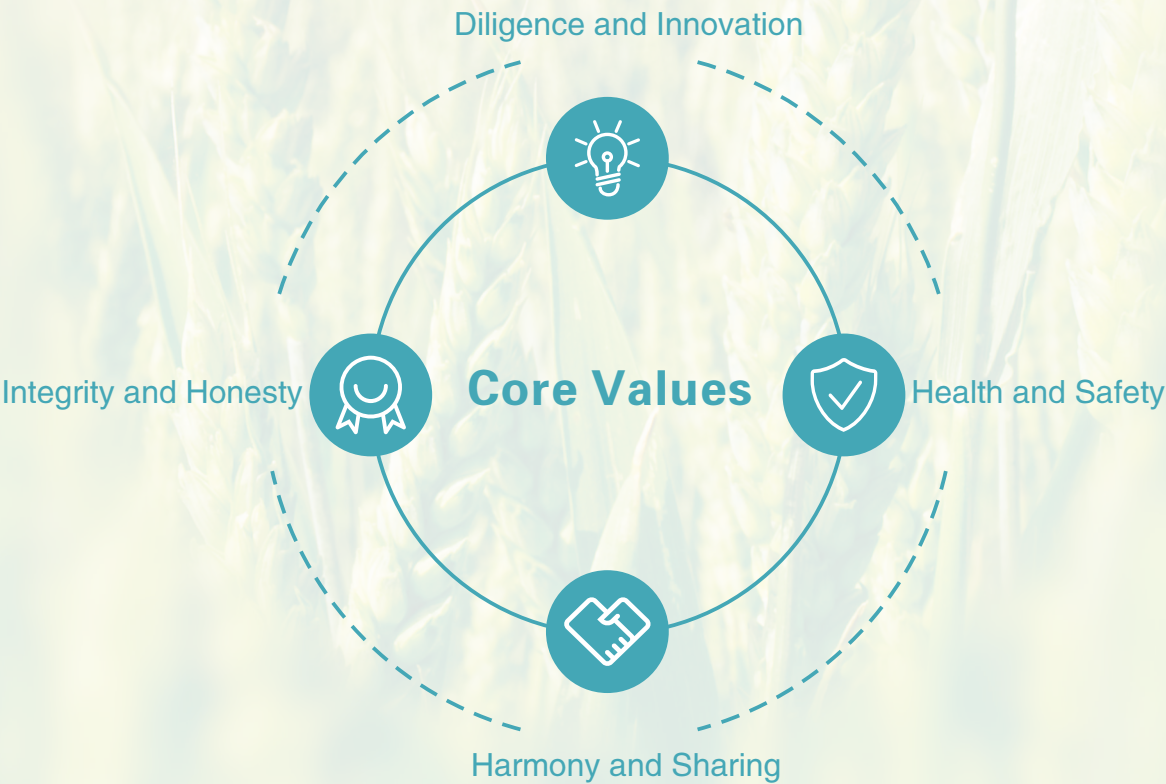 Diligence and Innovation
Integrity and Honesty
Core Values
Health and Safety
Harmony and Sharing